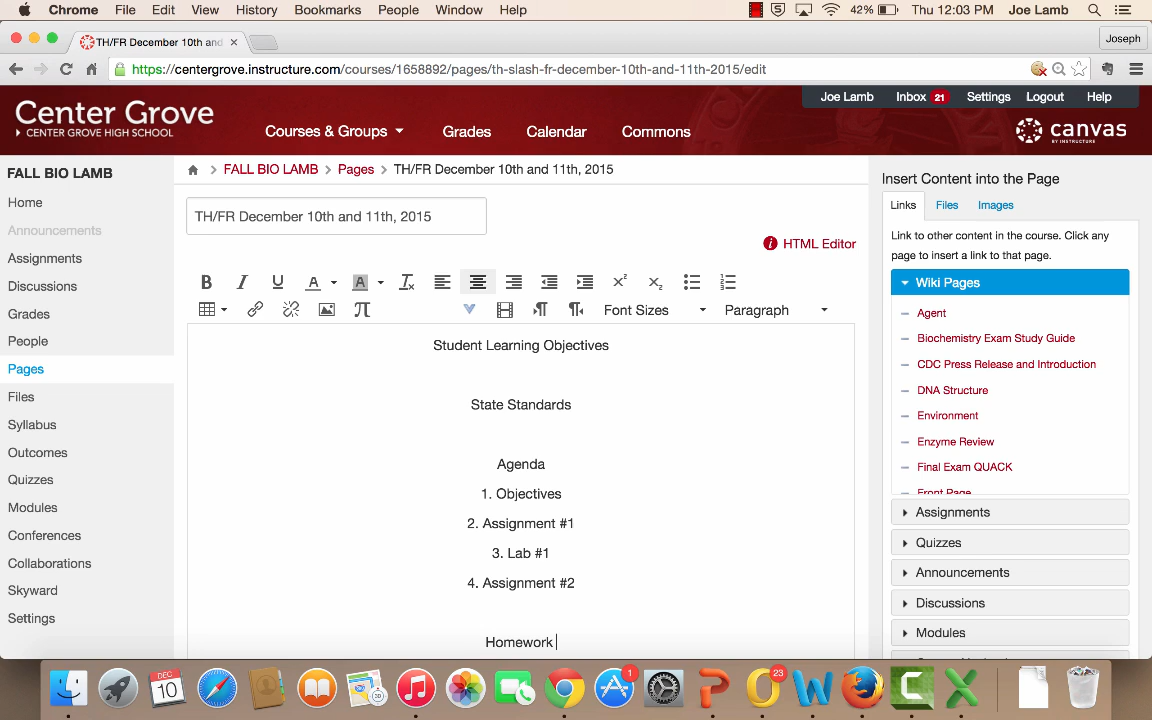 Chrome File Edit View History Bookmarks People Window Help 42% Thu 12:03 PM Joe Lamb
TH/FR December 10th and Joseph
https://centergrove.instructure.com/courses/1658892/pages/th-slash-fr-december-10th-and-11th-2015/edit
Joe Lamb Inbox 21 Settings Logout Help
Center Grove
CENTER GROVE HIGH SCHOOL
Courses & Groups Grades Calendar Commons
canvas
BY INSTRUCTURE
FALL BIO LAMB
Home
Announcements
Assignments
Discussions
Grades
People
Pages
Files
Syllabus
Outcomes
Quizzes
Modules
Conferences
Collaborations
Skyward
Settings
FALL BIO LAMB Pages TH/FR December 10th and 11th, 2015
TH/FR December 10th and 11th, 2015
HTML Editor
Font Sizes Paragraph
Student Learning Objectives
State Standards
Agenda
1. Objectives
2. Assignment #1
3. Lab #1
4. Assignment #2
Homework
Insert Content into the Page
Links Files Images
Link to other content in the course. Click any
page to insert a link to that page.
Wiki Pages
Agent
Biochemistry Exam Study Guide
CDC Press Release and Introduction
DNA Structure
Environment
Enzyme Review
Final Exam QUACK
Front Page
Assignments
Quizzes
Announcements
Discussions
Modules
DEC
10
1
23